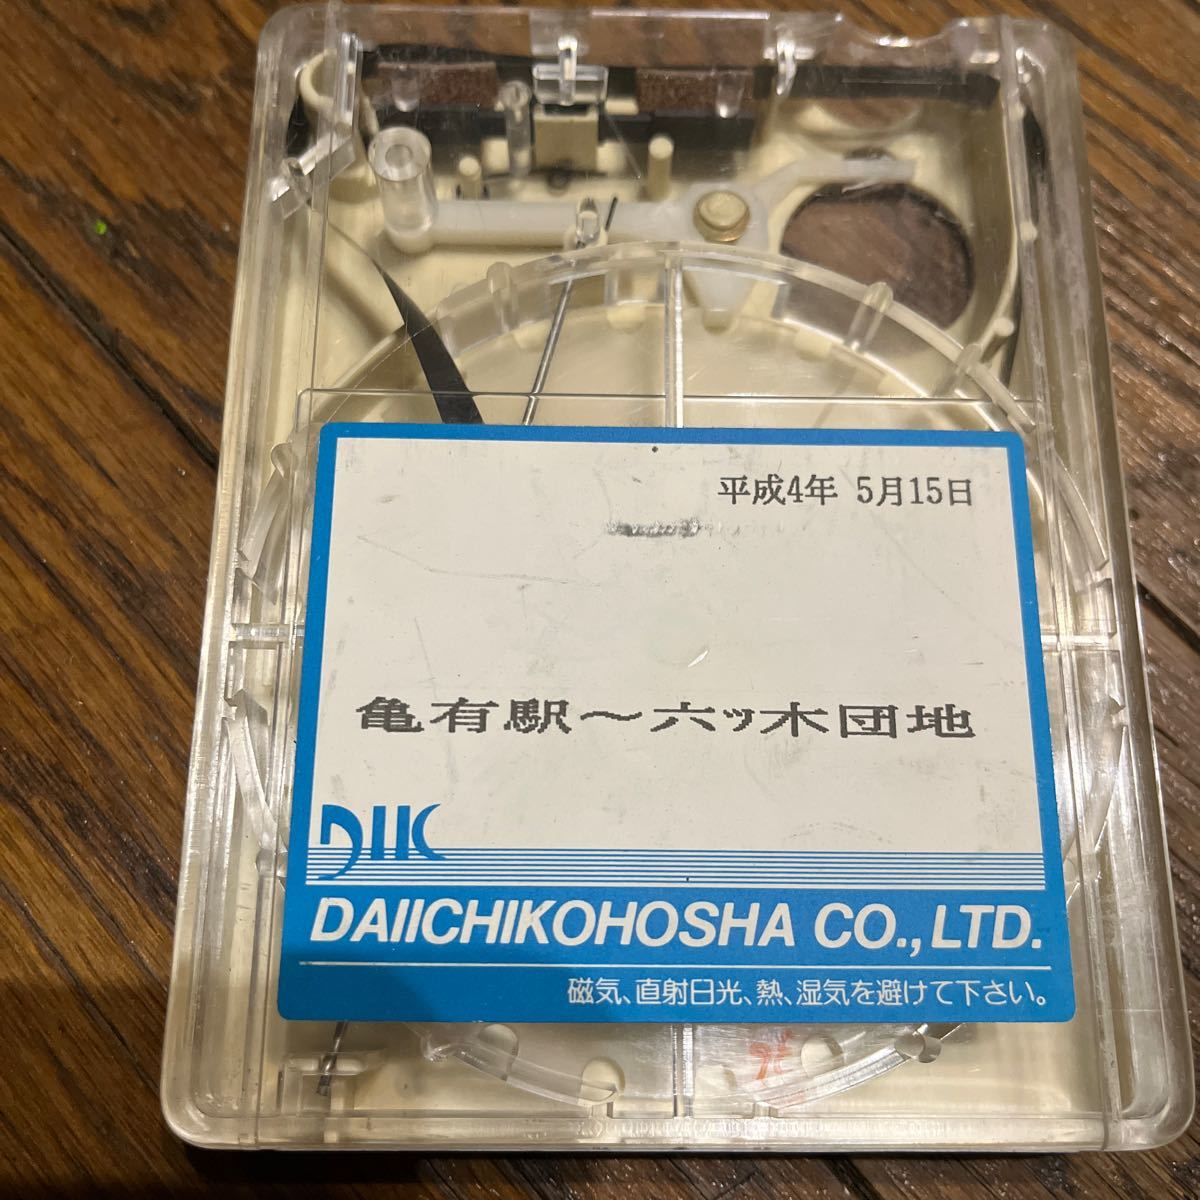 平成4年 5月15日
亀有駅〜六ッ木団地
DIIC
DAIICHIKOHOSHA CO., LTD.
磁気、直射日光、熱、湿気を避けて下さい。